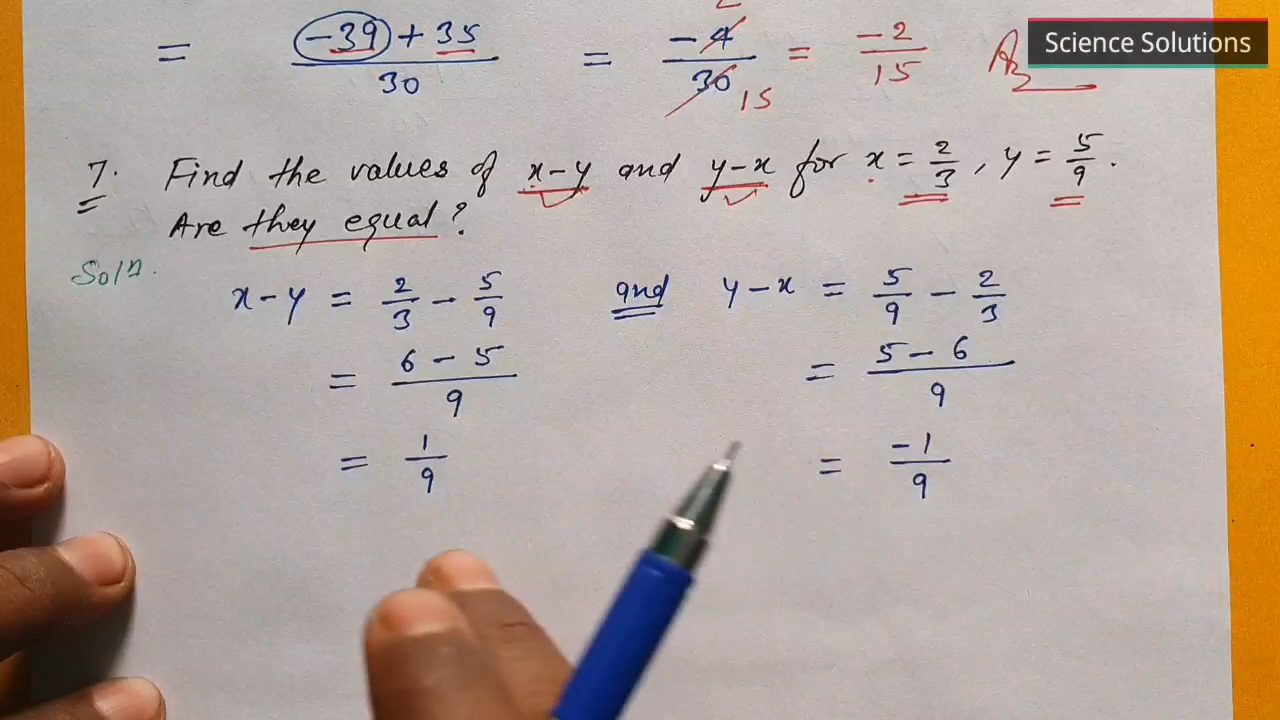 Science Solutions
= (-39 + 35)/30 = -4/30 = -2/15 Ans
2
15
7. Find the values of x-y and y-x for x = 2/3, y = 5/9.
Are they equal?
Soln.
x-y = 2/3 - 5/9 and y-x = 5/9 - 2/3
= (6-5)/9 = (5-6)/9
= 1/9 = -1/9